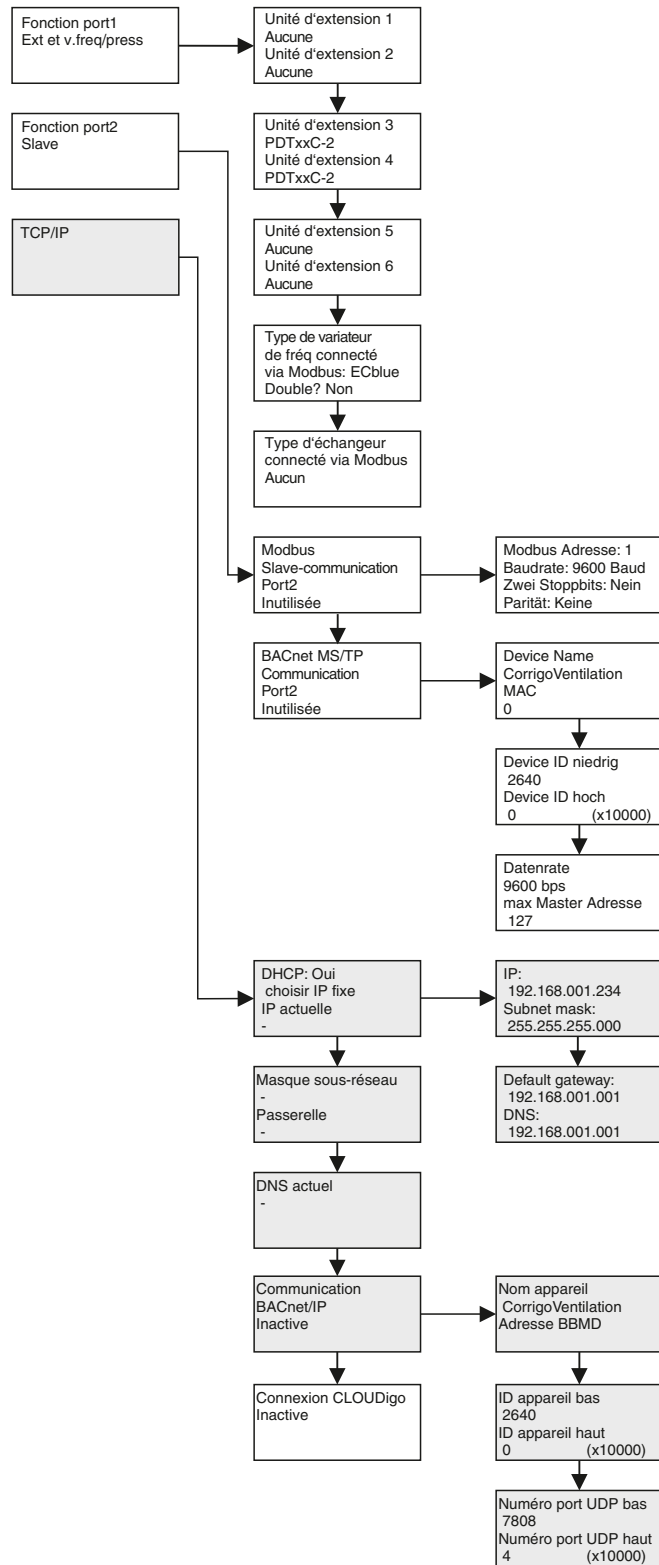 Fonction port1
Ext et v.freq/press
Unité d‘extension 1
Aucune
Unité d‘extension 2
Aucune
Fonction port2
Slave
Unité d‘extension 3
PDTxxC-2
Unité d‘extension 4
PDTxxC-2
TCP/IP
Unité d‘extension 5
Aucune
Unité d‘extension 6
Aucune
Type de variateur
de fréq connecté
via Modbus: ECblue
Double? Non
Type d‘échangeur
connecté via Modbus
Aucun
Modbus
Slave-communication
Port2
Inutilisée
Modbus Adresse: 1
Baudrate: 9600 Baud
Zwei Stoppbits: Nein
Parität: Keine
BACnet MS/TP
Communication
Port2
Inutilisée
Device Name
CorrigoVentilation
MAC
0
Device ID niedrig
2640
Device ID hoch
0 (x10000)
Datenrate
9600 bps
max Master Adresse
127
DHCP: Oui
choisir IP fixe
IP actuelle
-
IP:
192.168.001.234
Subnet mask:
255.255.255.000
Masque sous-réseau
-
Passerelle
-
Default gateway:
192.168.001.001
DNS:
192.168.001.001
DNS actuel
-
Communication
BACnet/IP
Inactive
Nom appareil
CorrigoVentilation
Adresse BBMD
Connexion CLOUDigo
Inactive
ID appareil bas
2640
ID appareil haut
0 (x10000)
Numéro port UDP bas
7808
Numéro port UDP haut
4 (x10000)